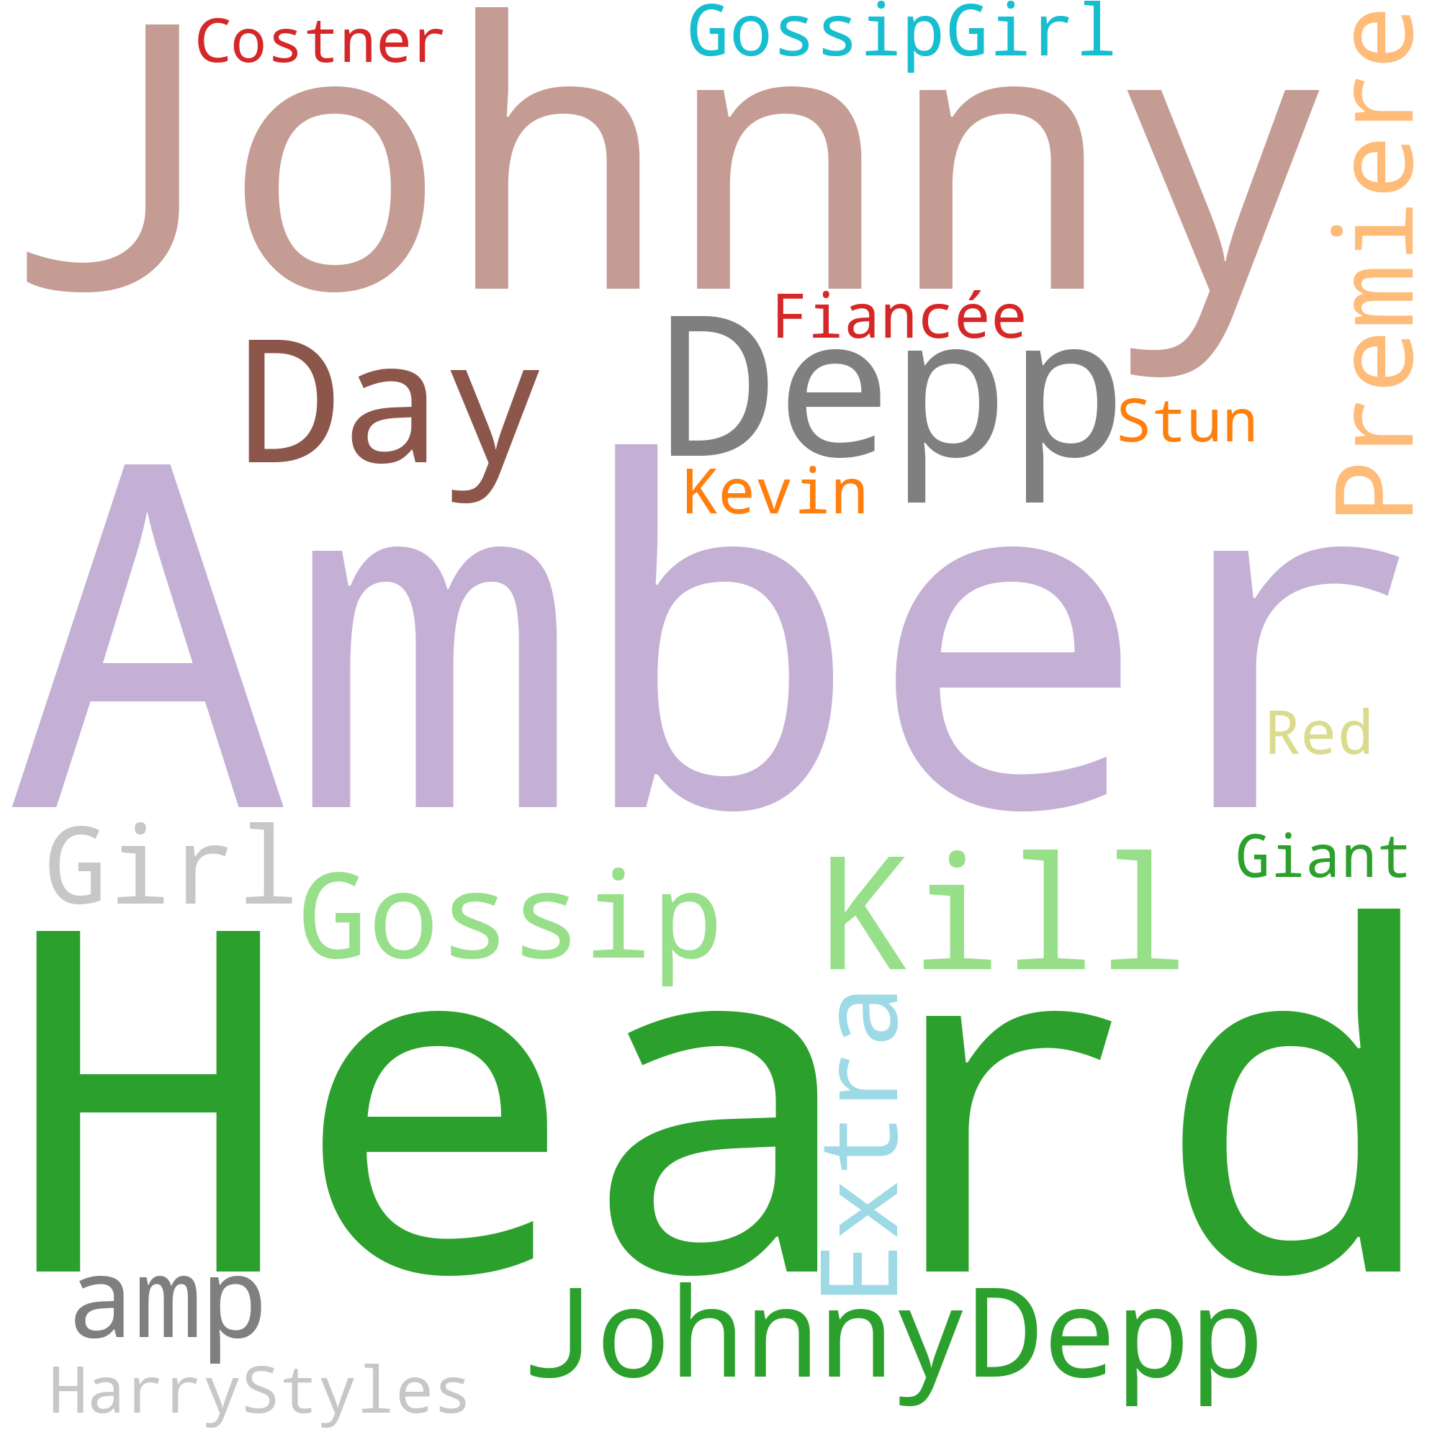 Costner
GossipGirl
Johnny
Premiere
Fiancée
Day
Depp
Stun
Kevin
Amber
Red
Girl
Gossip
Kill
Giant
Heard
Extra
amp
JohnnyDepp
HarryStyles